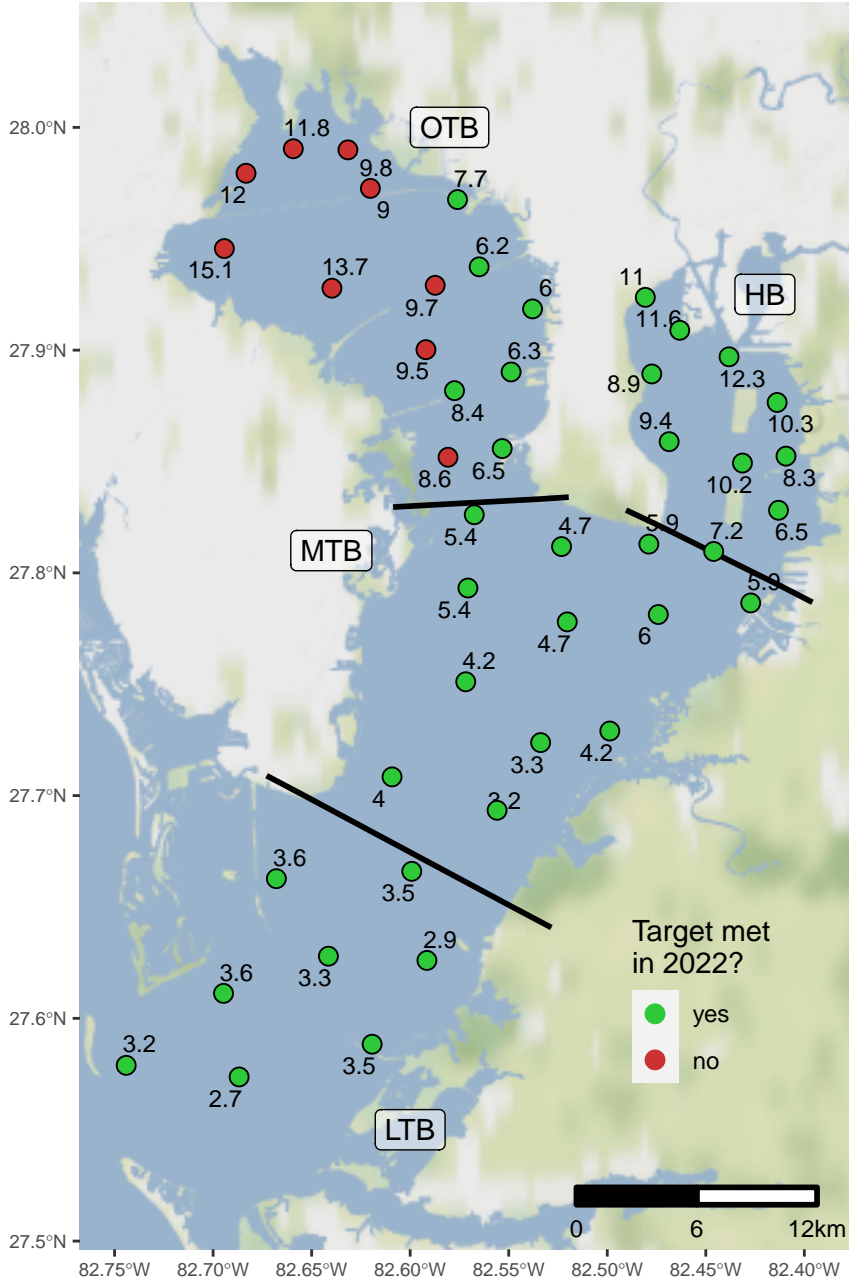 28.0°N
27.9°N
27.8°N
27.7°N
27.6°N
27.5°N
11.8
OTB
9.8
7.7
12
9
6.2
15.1
13.7
9.7
6
11
HB
11.6
9.5
6.3
12.3
8.9
8.4
10.3
9.4
8.6
6.5
10.2
8.3
6.5
5.4
4.7
5.9
7.2
MTB
5.9
5.4
4.7
6
4.2
3.3
4.2
4
3.2
3.6
3.5
2.9
3.3
3.6
3.2
3.5
2.7
LTB
Target met
in 2022?
yes
no
0 6 12km
82.75°W 82.70°W 82.65°W 82.60°W 82.55°W 82.50°W 82.45°W 82.40°W